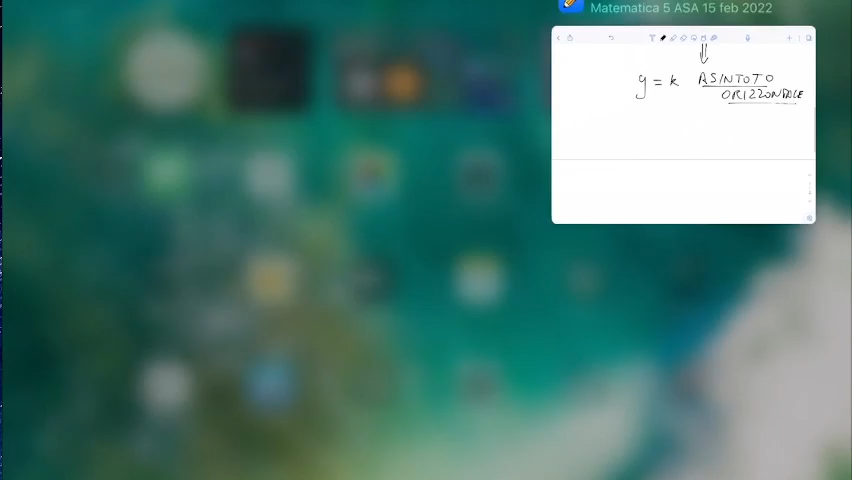 Matematica 5 ASA 15 feb 2022
y = k ASINTOTO
ORIZZONTALE